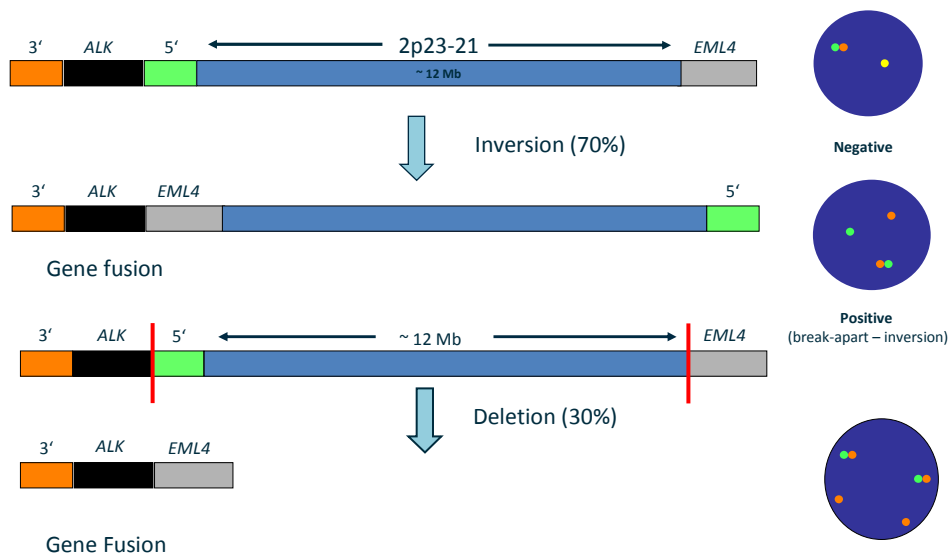 3‘ ALK 5‘ 2p23-21 EML4
~ 12 Mb
Negative
Inversion (70%)
3‘ ALK EML4 5‘
Gene fusion
Positive
(break-apart – inversion)
3‘ ALK 5‘ ~ 12 Mb EML4
Deletion (30%)
3‘ ALK EML4
Gene Fusion